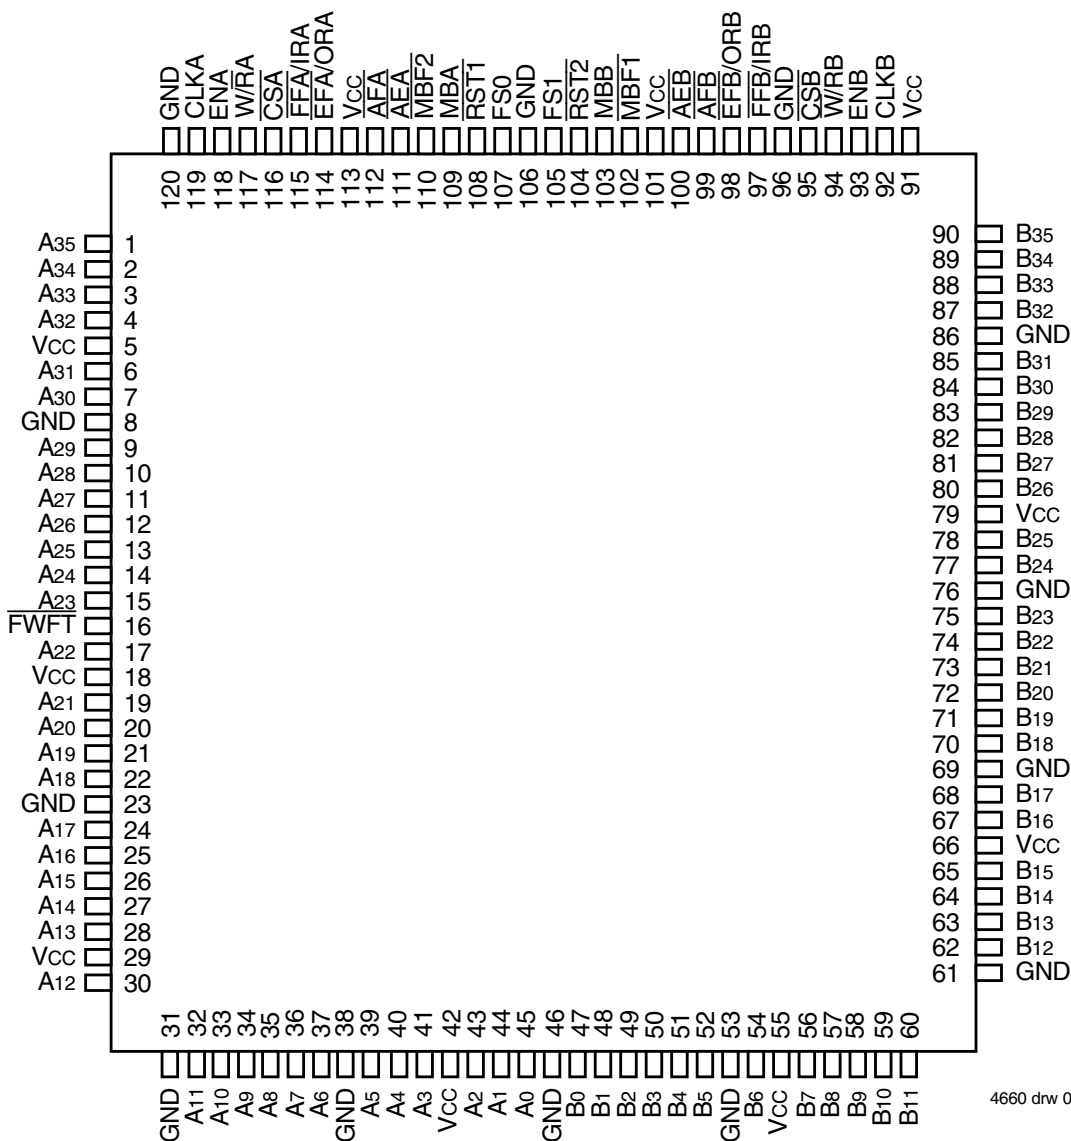 GND
CLKA
ENA
W/RA
CSA
FFA/IRA
EFA/ORA
Vcc
AFA
AEA
MBF2
MBA
RST1
FS0
GND
FS1
RST2
MBB
MBF1
Vcc
AEB
AFB
EFB/ORB
FFB/IRB
GND
CSB
W/RB
ENB
CLKB
Vcc
120
119
118
117
116
115
114
113
112
111
110
109
108
107
106
105
104
103
102
101
100
99
98
97
96
95
94
93
92
91
A35 1
A34 2
A33 3
A32 4
VCC 5
A31 6
A30 7
GND 8
A29 9
A28 10
A27 11
A26 12
A25 13
A24 14
A23 15
FWFT 16
A22 17
VCC 18
A21 19
A20 20
A19 21
A18 22
GND 23
A17 24
A16 25
A15 26
A14 27
A13 28
VCC 29
A12 30
90 B35
89 B34
88 B33
87 B32
86 GND
85 B31
84 B30
83 B29
82 B28
81 B27
80 B26
79 VCC
78 B25
77 B24
76 GND
75 B23
74 B22
73 B21
72 B20
71 B19
70 B18
69 GND
68 B17
67 B16
66 VCC
65 B15
64 B14
63 B13
62 B12
61 GND
31
32
33
34
35
36
37
38
39
40
41
42
43
44
45
46
47
48
49
50
51
52
53
54
55
56
57
58
59
60
GND
A11
A10
A9
A8
A7
A6
GND
A5
A4
A3
VCC
A2
A1
A0
GND
B0
B1
B2
B3
B4
B5
GND
B6
VCC
B7
B8
B9
B10
B11
4660 drw 0